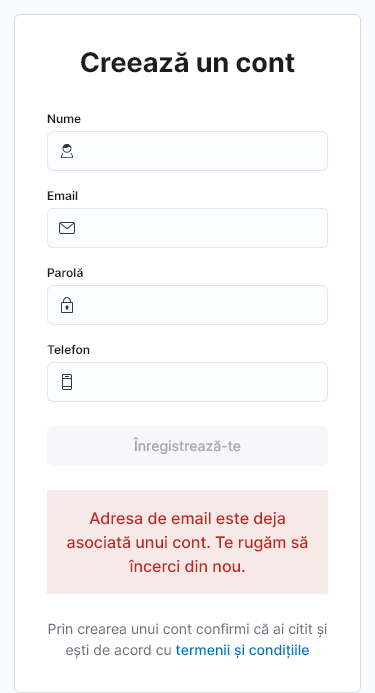 Creează un cont
Nume
Email
Parolă
Telefon
Înregistrează-te
Adresa de email este deja
asociată unui cont. Te rugăm să
încerci din nou.
Prin crearea unui cont confirmi că ai citit și
ești de acord cu termenii și condițiile